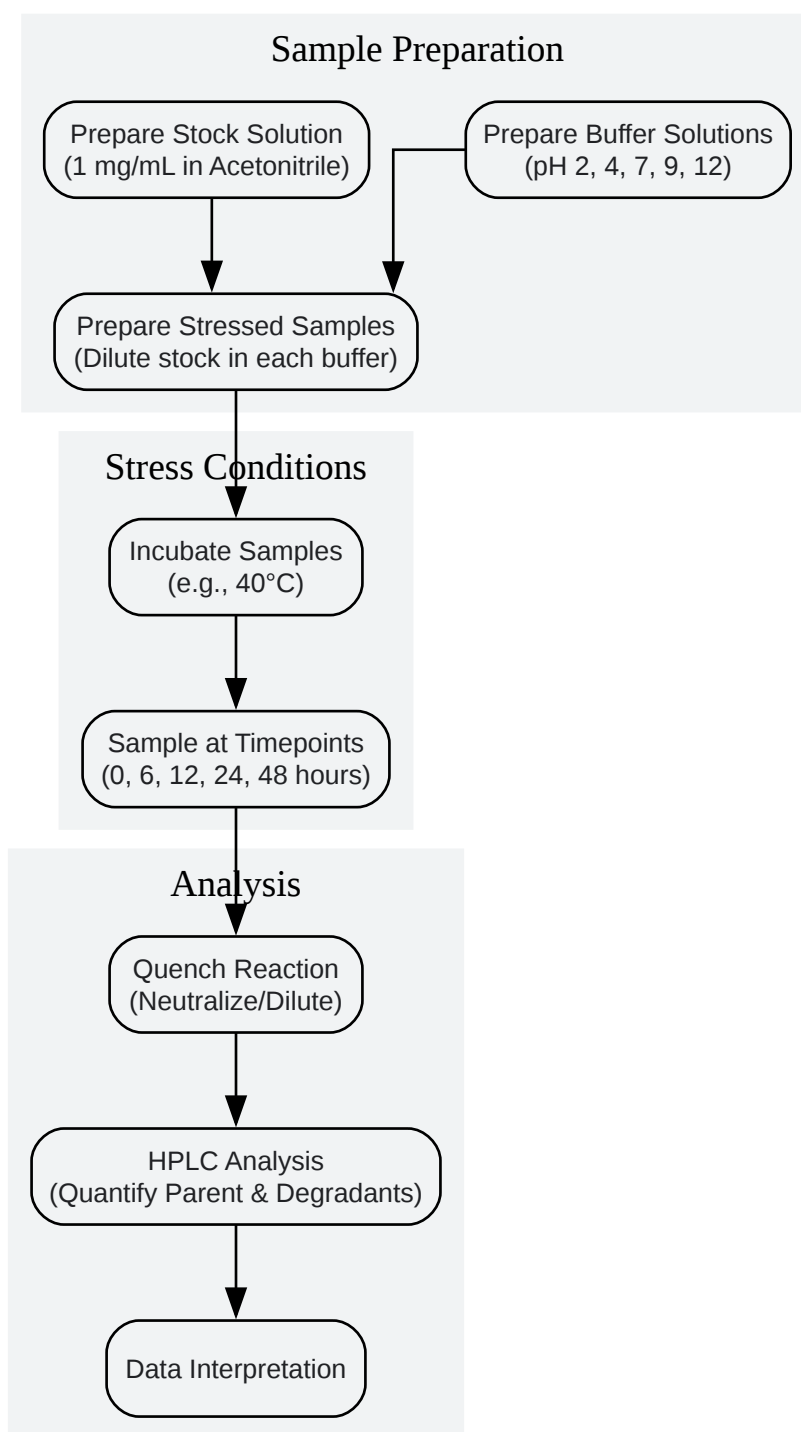 Sample Preparation
Prepare Stock Solution
(1 mg/mL in Acetonitrile)
Prepare Buffer Solutions
(pH 2, 4, 7, 9, 12)
Prepare Stressed Samples
(Dilute stock in each buffer)
Stress Conditions
Incubate Samples
(e.g., 40°C)
Sample at Timepoints
(0, 6, 12, 24, 48 hours)
Analysis
Quench Reaction
(Neutralize/Dilute)
HPLC Analysis
(Quantify Parent & Degradants)
Data Interpretation